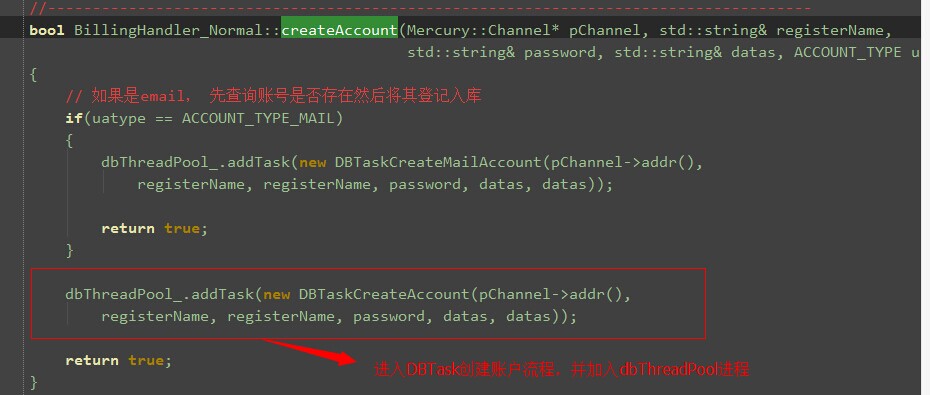 //-------------------------------------------------------------------------------------
bool BillingHandler_Normal::createAccount(Mercury::Channel* pChannel, std::string& registerName,
std::string& password, std::string& datas, ACCOUNT_TYPE u
{
// 如果是email， 先查询账号是否存在然后将其登记入库
if(uatype == ACCOUNT_TYPE_MAIL)
{
dbThreadPool_.addTask(new DBTaskCreateMailAccount(pChannel->addr(),
registerName, registerName, password, datas, datas));
return true;
}
dbThreadPool_.addTask(new DBTaskCreateAccount(pChannel->addr(),
registerName, registerName, password, datas, datas));
return true;
进入DBTask创建账户流程，并加入dbThreadPool进程
}